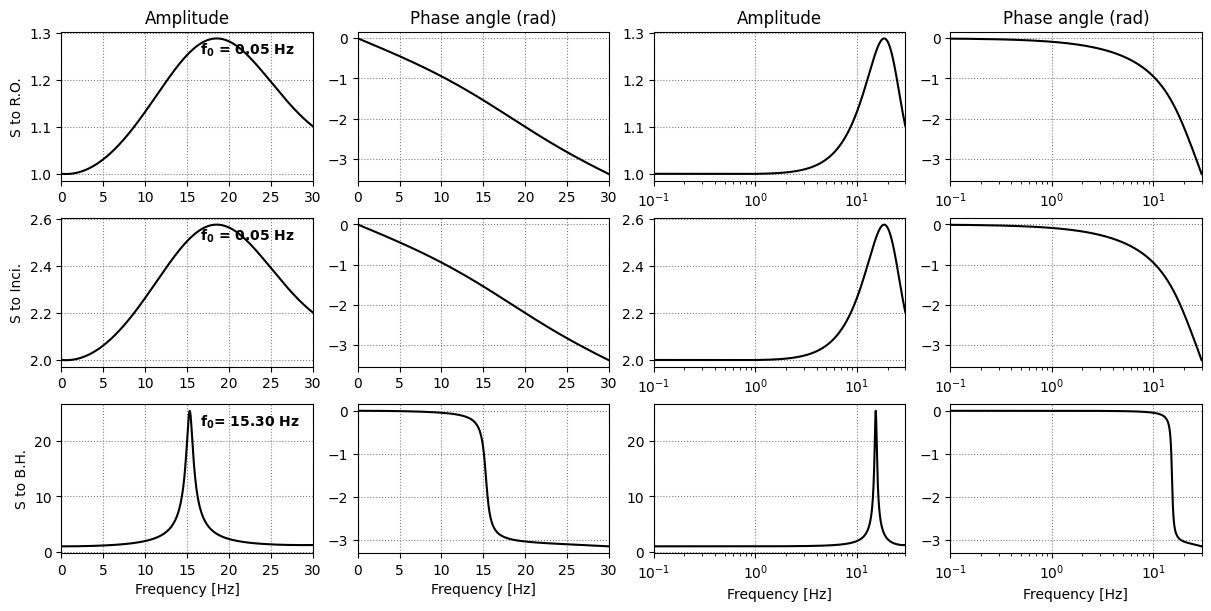 Amplitude Phase angle (rad) Amplitude Phase angle (rad)
S to R.O.
f₀ = 0.05 Hz
1.3 1.2 1.1 1.0
0 5 10 15 20 25 30
0 −1 −2 −3
0 5 10 15 20 25 30
1.3 1.2 1.1 1.0
10⁻¹ 10⁰ 10¹
0 −1 −2 −3
10⁻¹ 10⁰ 10¹
S to Inci.
f₀ = 0.05 Hz
2.6 2.4 2.2 2.0
0 5 10 15 20 25 30
0 −1 −2 −3
0 5 10 15 20 25 30
2.6 2.4 2.2 2.0
10⁻¹ 10⁰ 10¹
0 −1 −2 −3
10⁻¹ 10⁰ 10¹
S to B.H.
f₀= 15.30 Hz
20 10 0
0 5 10 15 20 25 30
Frequency [Hz]
0 −1 −2 −3
0 5 10 15 20 25 30
Frequency [Hz]
20 10 0
10⁻¹ 10⁰ 10¹
Frequency [Hz]
0 −1 −2 −3
10⁻¹ 10⁰ 10¹
Frequency [Hz]